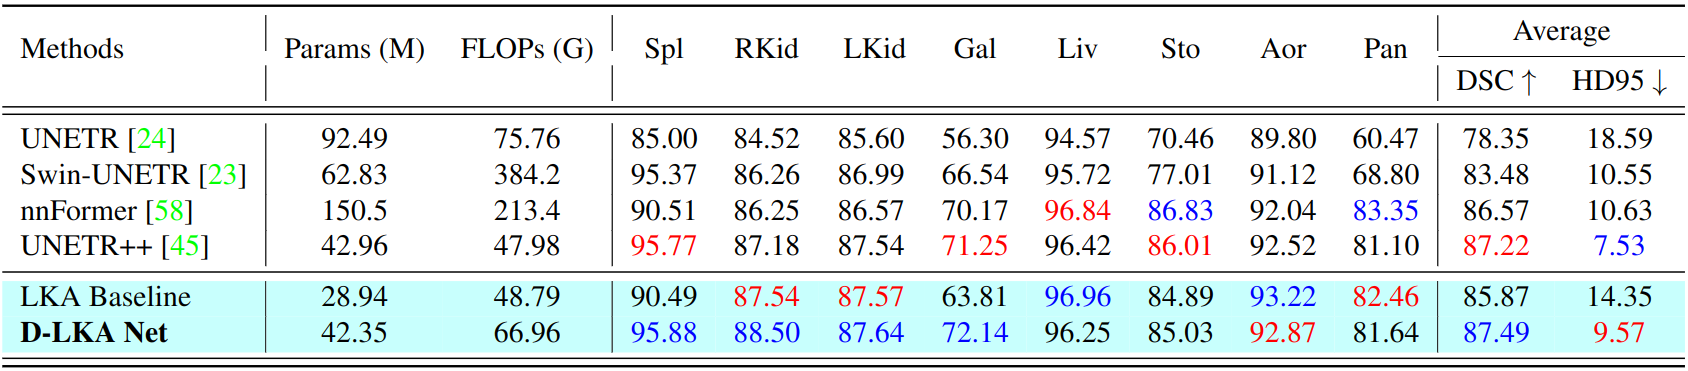 Methods Params (M) FLOPs (G) Spl RKid LKid Gal Liv Sto Aor Pan Average
DSC ↑ HD95 ↓
UNETR [24] 92.49 75.76 85.00 84.52 85.60 56.30 94.57 70.46 89.80 60.47 78.35 18.59
Swin-UNETR [23] 62.83 384.2 95.37 86.26 86.99 66.54 95.72 77.01 91.12 68.80 83.48 10.55
nnFormer [58] 150.5 213.4 90.51 86.25 86.57 70.17 96.84 86.83 92.04 83.35 86.57 10.63
UNETR++ [45] 42.96 47.98 95.77 87.18 87.54 71.25 96.42 86.01 92.52 81.10 87.22 7.53
LKA Baseline 28.94 48.79 90.49 87.54 87.57 63.81 96.96 84.89 93.22 82.46 85.87 14.35
D-LKA Net 42.35 66.96 95.88 88.50 87.64 72.14 96.25 85.03 92.87 81.64 87.49 9.57